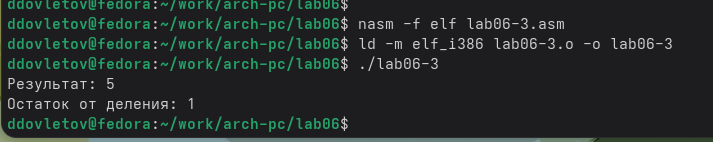 ddovletov@fedora:~/work/arch-pc/lab06$
ddovletov@fedora:~/work/arch-pc/lab06$ nasm -f elf lab06-3.asm
ddovletov@fedora:~/work/arch-pc/lab06$ ld -m elf_i386 lab06-3.o -o lab06-3
ddovletov@fedora:~/work/arch-pc/lab06$ ./lab06-3
Результат: 5
Остаток от деления: 1
ddovletov@fedora:~/work/arch-pc/lab06$